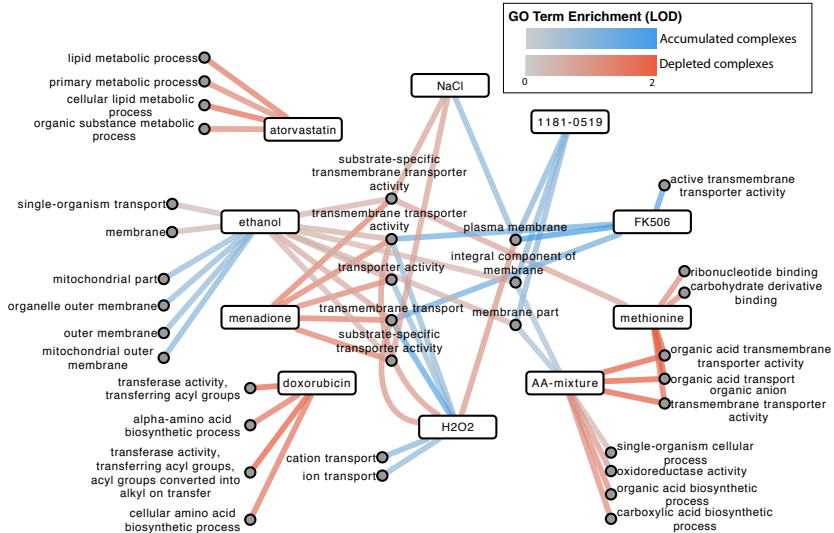 GO Term Enrichment (LOD)
Accumulated complexes
Depleted complexes
0
2
lipid metabolic process
primary metabolic process
cellular lipid metabolic
process
organic substance metabolic
process
atorvastatin
NaCl
1181-0519
substrate-specific
transmembrane transporter
activity
active transmembrane
transporter activity
single-organism transport
membrane
ethanol
transmembrane transporter
activity
plasma membrane
FK506
integral component of
membrane
mitochondrial part
organelle outer membrane
outer membrane
mitochondrial outer
membrane
transporter activity
ribonucleotide binding
carbohydrate derivative
binding
menadione
transmembrane transport
membrane part
methionine
substrate-specific
transporter activity
organic acid transmembrane
transporter activity
organic acid transport
organic anion
transmembrane transporter
activity
transferase activity,
transferring acyl groups
doxorubicin
AA-mixture
alpha-amino acid
biosynthetic process
H2O2
transferase activity,
transferring acyl groups,
acyl groups converted into
alkyl on transfer
cation transport
ion transport
single-organism cellular
process
oxidoreductase activity
organic acid biosynthetic
process
carboxylic acid biosynthetic
process
cellular amino acid
biosynthetic process